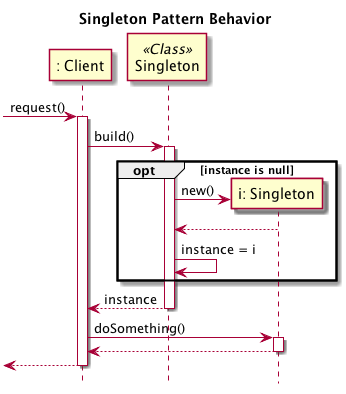 Singleton Pattern Behavior
: Client
«Class»
Singleton
request()
build()
opt
[instance is null]
new()
i: Singleton
instance = i
instance
doSomething()